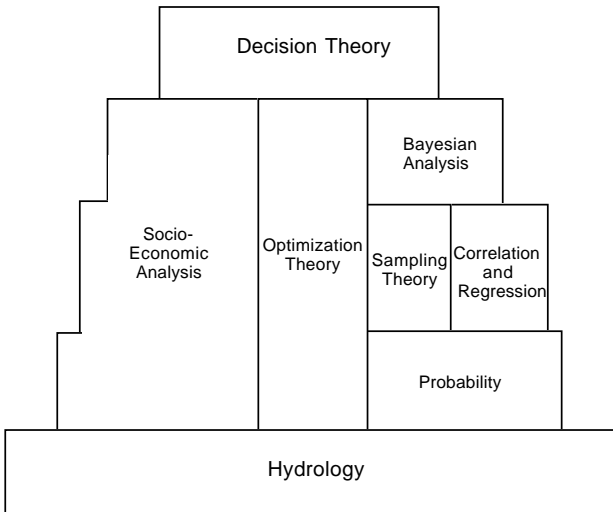 Decision Theory
Bayesian
Analysis
Socio-
Economic
Analysis
Optimization
Theory
Sampling
Theory
Correlation
and
Regression
Probability
Hydrology